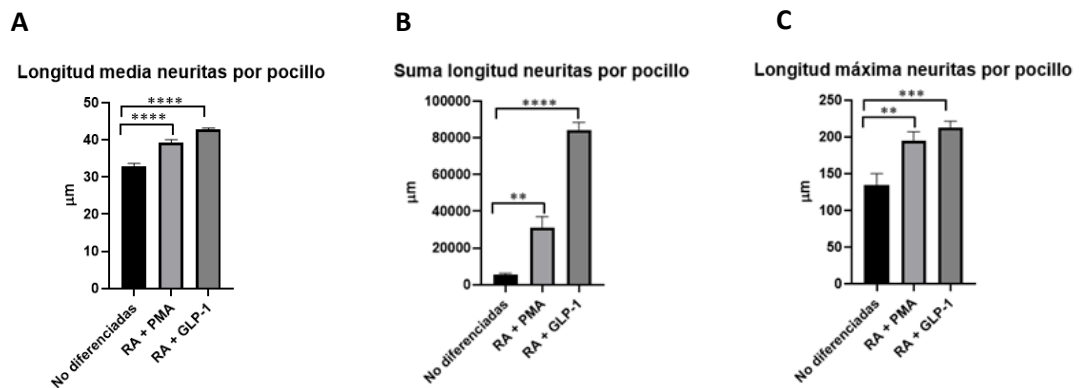 A
Longitud media neuritas por pocillo
50
40
30
20
10
0
µm
****
****
No diferenciadas
RA + PMA
RA + GLP-1
B
Suma longitud neuritas por pocillo
100000
80000
60000
40000
20000
0
µm
****
**
No diferenciadas
RA + PMA
RA + GLP-1
C
Longitud máxima neuritas por pocillo
250
200
150
100
50
0
µm
***
**
No diferenciadas
RA + PMA
RA + GLP-1